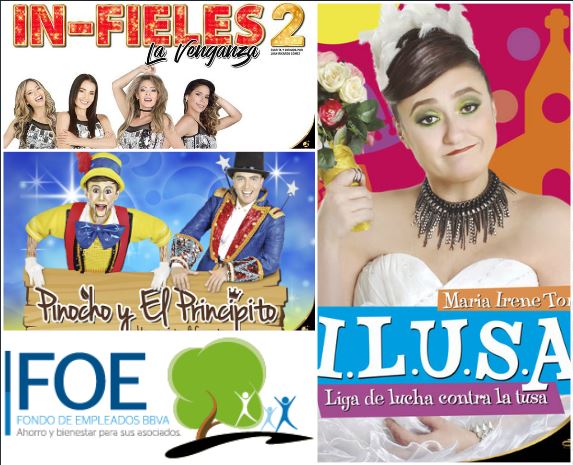 IN-FIELES 2
La Venganza
Pinocho y El Principito
FOE
FONDO DE EMPLEADOS BBVA
Ahorro y bienestar para sus asociados.
María Irene Tor
I.L.U.S.A
Liga de lucha contra la tusa